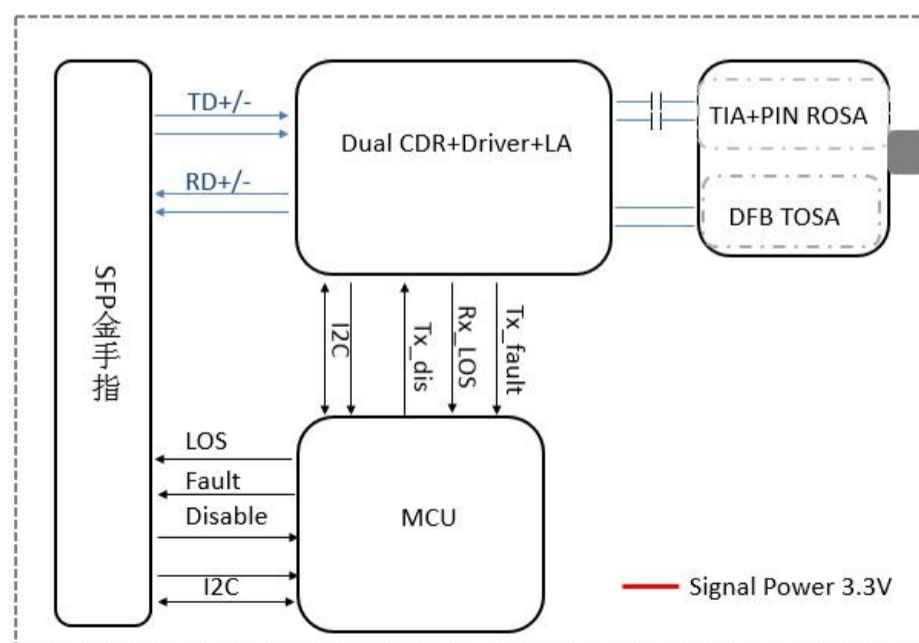 TD+/-
RD+/-
SFP金手指
Dual CDR+Driver+LA
TIA+PIN ROSA
DFB TOSA
I2C
Tx_dis
Rx_LOS
Tx_fault
LOS
Fault
Disable
I2C
MCU
Signal Power 3.3V